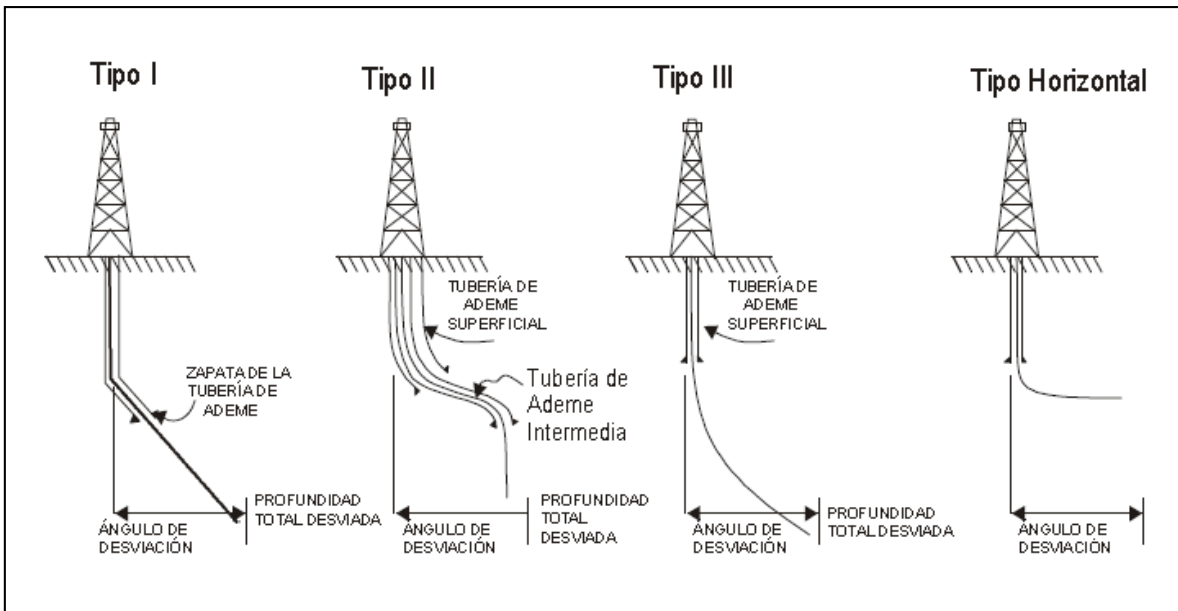 Tipo I
Tipo II
Tipo III
Tipo Horizontal
ZAPATA DE LA
TUBERÍA DE
ADEME
PROFUNDIDAD
TOTAL DESVIADA
ÁNGULO DE
DESVIACIÓN
TUBERÍA DE
ADEME
SUPERFICIAL
Tubería de
Ademe
Intermedia
PROFUNDIDAD
TOTAL
DESVIADA
ÁNGULO DE
DESVIACIÓN
TUBERÍA DE
ADEME
SUPERFICIAL
PROFUNDIDAD
TOTAL DESVIADA
ÁNGULO DE
DESVIACIÓN
ÁNGULO DE
DESVIACIÓN